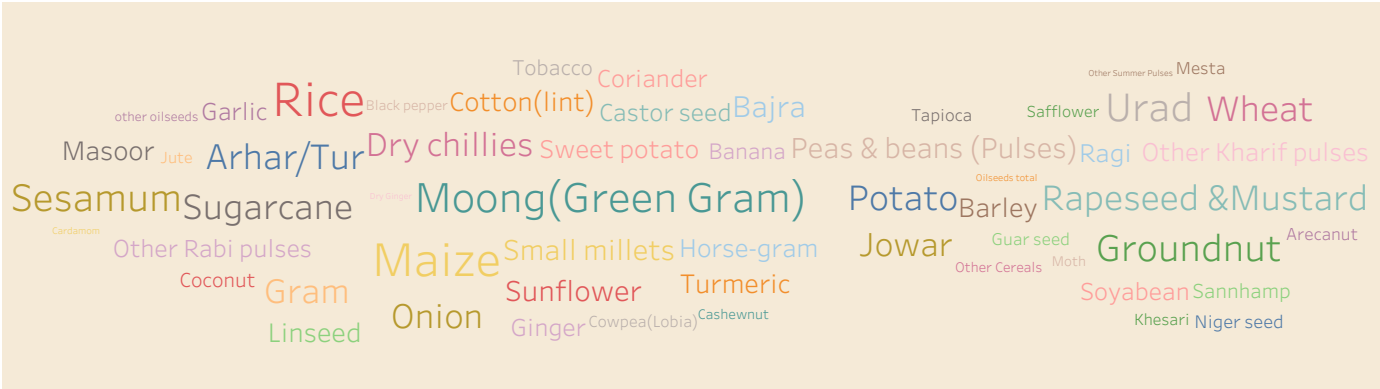 Tobacco
Coriander
Other Summer Pulses
Mesta
other oilseeds
Garlic
Rice
Black pepper
Cotton(lint)
Castor seed
Bajra
Tapioca
Safflower
Urad
Wheat
Masoor
Jute
Arhar/Tur
Dry chillies
Sweet potato
Banana
Peas & beans (Pulses)
Ragi
Other Kharif pulses
Sesamum
Sugarcane
Dry Ginger
Moong(Green Gram)
Potato
Oilseeds total
Barley
Rapeseed &Mustard
Cardamom
Other Rabi pulses
Maize
Small millets
Horse-gram
Jowar
Guar seed
Other Cereals
Moth
Groundnut
Arecanut
Coconut
Gram
Sunflower
Turmeric
Soyabean
Sannhamp
Linseed
Onion
Ginger
Cowpea(Lobia)
Cashewnut
Khesari
Niger seed